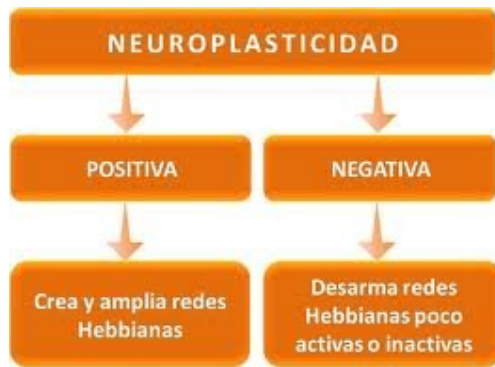 NEUROPLASTICIDAD
POSITIVA
NEGATIVA
Crea y amplia redes
Hebbianas
Desarma redes
Hebbianas poco
activas o inactivas